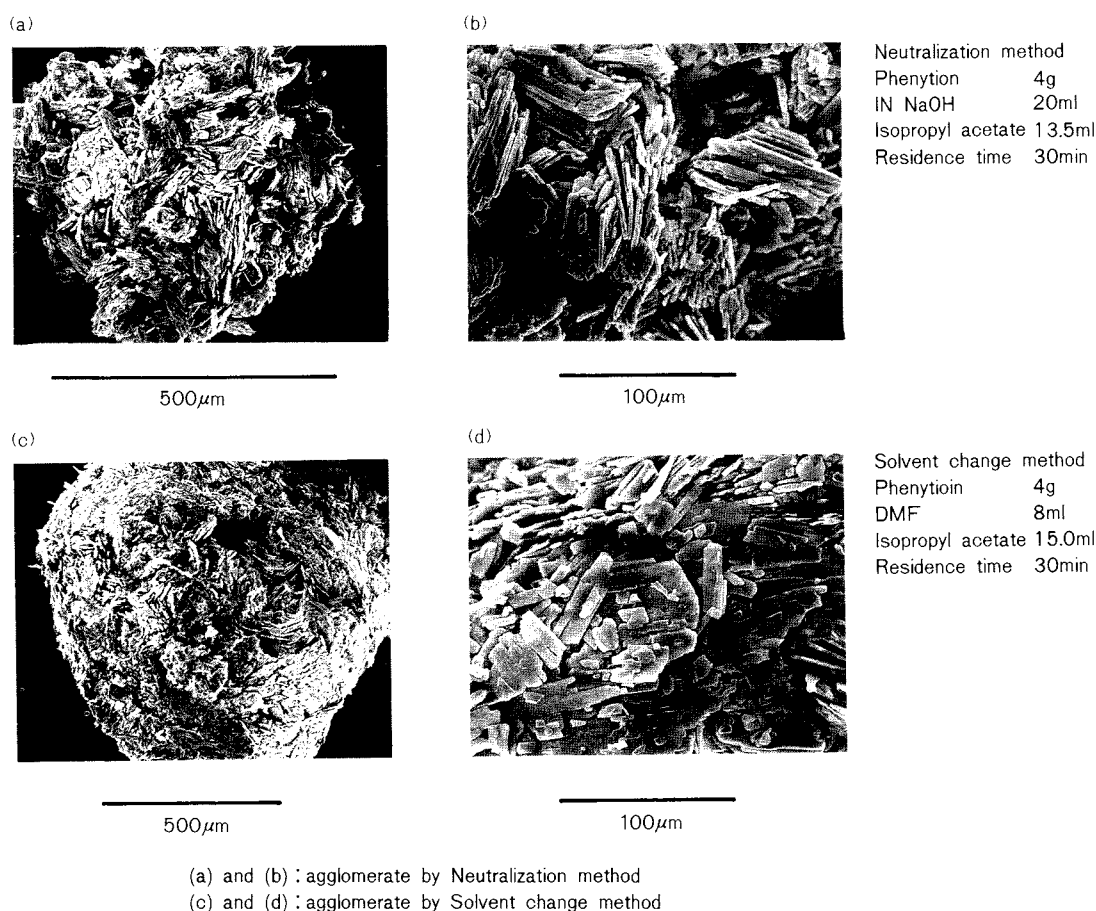 (a)
(b)
Neutralization method
Phenytion 4g
IN NaOH 20ml
Isopropyl acetate 13.5ml
Residence time 30min
500μm
100μm
(c)
(d)
Solvent change method
Phenytioin 4g
DMF 8ml
Isopropyl acetate 15.0ml
Residence time 30min
500μm
100μm
(a) and (b) : agglomerate by Neutralization method
(c) and (d) : agglomerate by Solvent change method